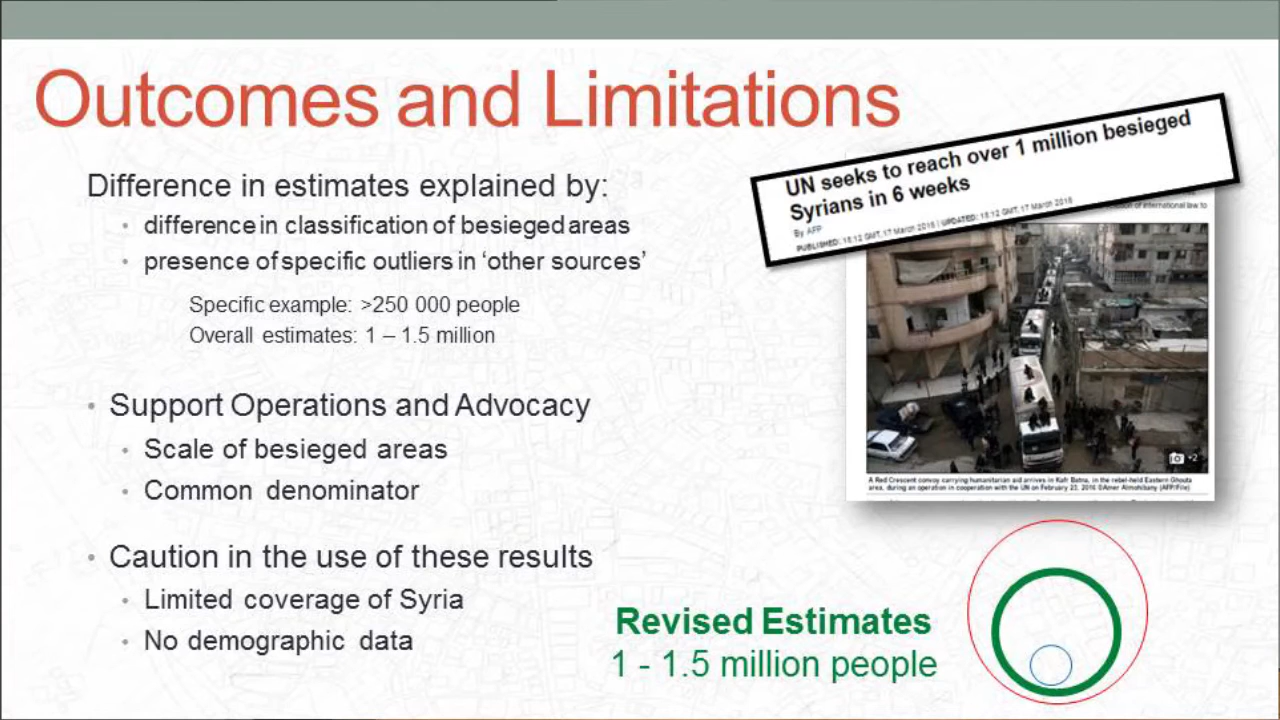 Outcomes and Limitations
Difference in estimates explained by:
difference in classification of besieged areas
presence of specific outliers in ‘other sources’
Specific example: >250 000 people
Overall estimates: 1 – 1.5 million
Support Operations and Advocacy
Scale of besieged areas
Common denominator
Caution in the use of these results
Limited coverage of Syria
No demographic data
UN seeks to reach over 1 million besieged
Syrians in 6 weeks
By AFP
PUBLISHED: 18:12 GMT, 17 March 2016 | UPDATED: 18:12 GMT, 17 March 2016
of international law to
+2
A Red Crescent convoy carrying humanitarian aid arrives in Kafr Batna, in the rebel-held Eastern Ghouta
area, during an operation in cooperation with the UN on February 23, 2016 ©Amer Almohibany (AFP/File)
Revised Estimates
1 - 1.5 million people